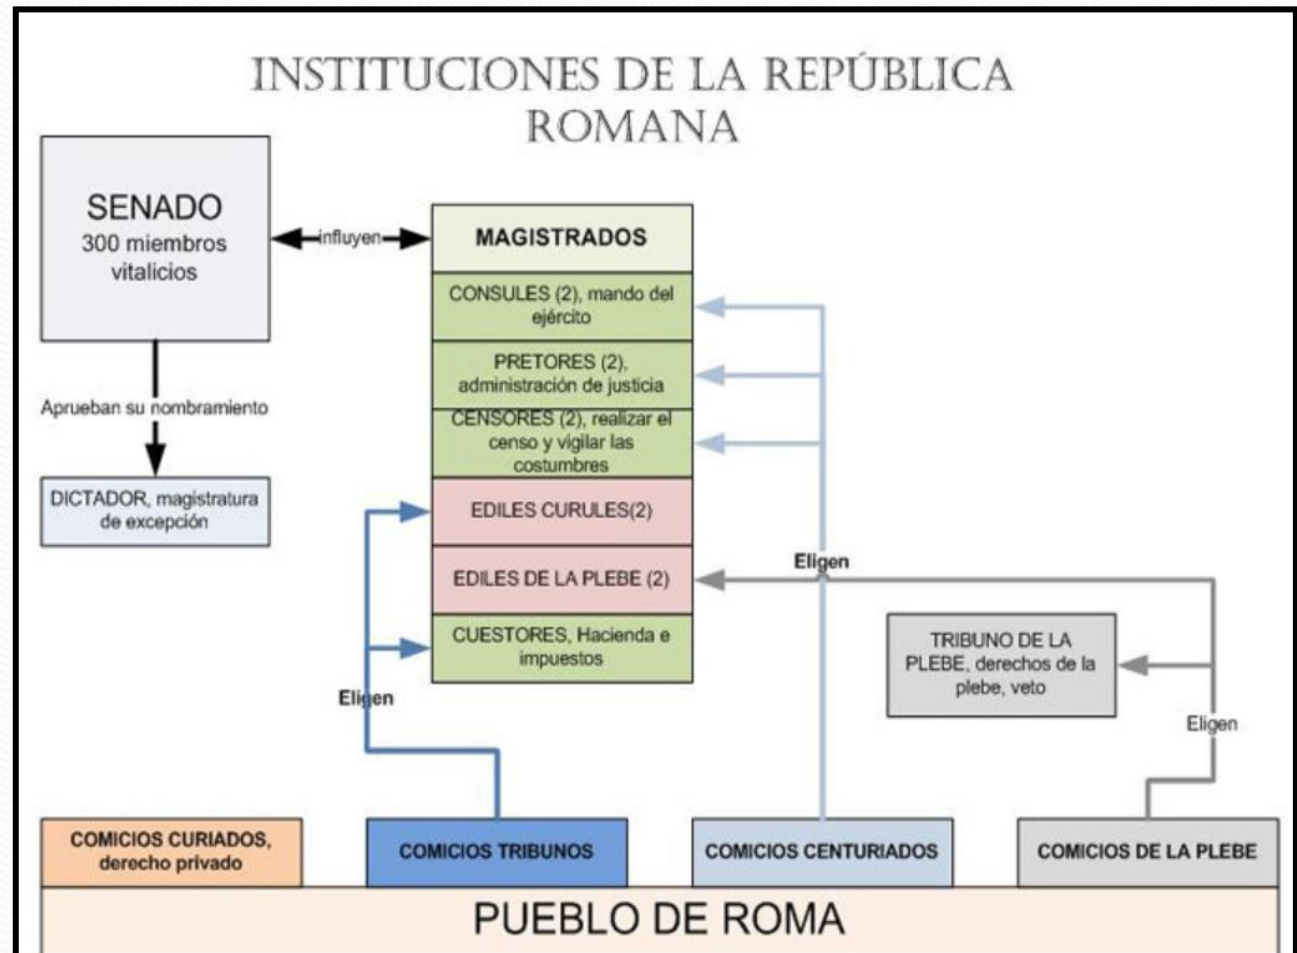 INSTITUCIONES DE LA REPÚBLICA
ROMANA
SENADO
300 miembros
vitalicios
influyen
Aprueban su nombramiento
DICTADOR, magistratura
de excepción
MAGISTRADOS
CONSULES (2), mando del
ejército
PRETORES (2),
administración de justicia
CENSORES (2), realizar el
censo y vigilar las
costumbres
EDILES CURULES(2)
EDILES DE LA PLEBE (2)
CUESTORES, Hacienda e
impuestos
Eligen
Eligen
TRIBUNO DE LA
PLEBE, derechos de la
plebe, veto
Eligen
COMICIOS CURIADOS,
derecho privado
COMICIOS TRIBUNOS
COMICIOS CENTURIADOS
COMICIOS DE LA PLEBE
PUEBLO DE ROMA